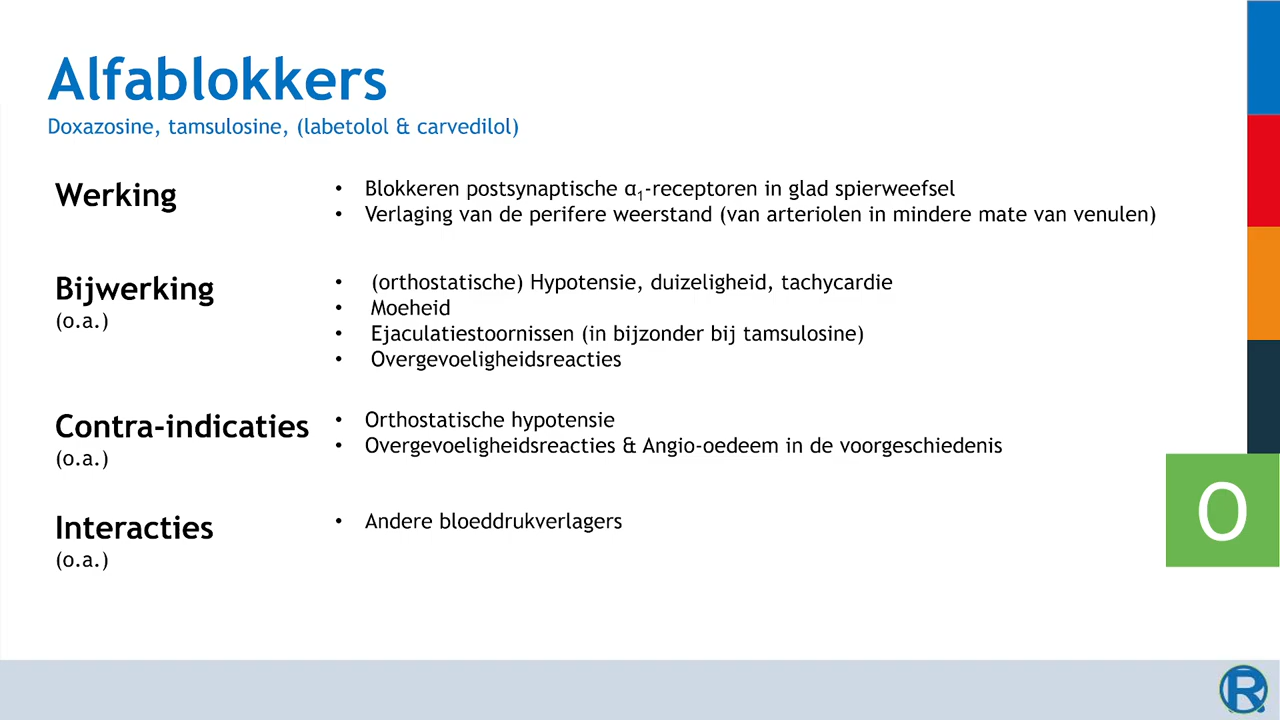 Alfablokkers
Doxazosine, tamsulosine, (labetolol & carvedilol)
Werking
• Blokkeren postsynaptische α₁-receptoren in glad spierweefsel
• Verlaging van de perifere weerstand (van arteriolen in mindere mate van venulen)
Bijwerking
(o.a.)
• (orthostatische) Hypotensie, duizeligheid, tachycardie
• Moeheid
• Ejaculatiestoornissen (in bijzonder bij tamsulosine)
• Overgevoeligheidsreacties
Contra-indicaties
(o.a.)
• Orthostatische hypotensie
• Overgevoeligheidsreacties & Angio-oedeem in de voorgeschiedenis
Interacties
(o.a.)
• Andere bloeddrukverlagers
O
R